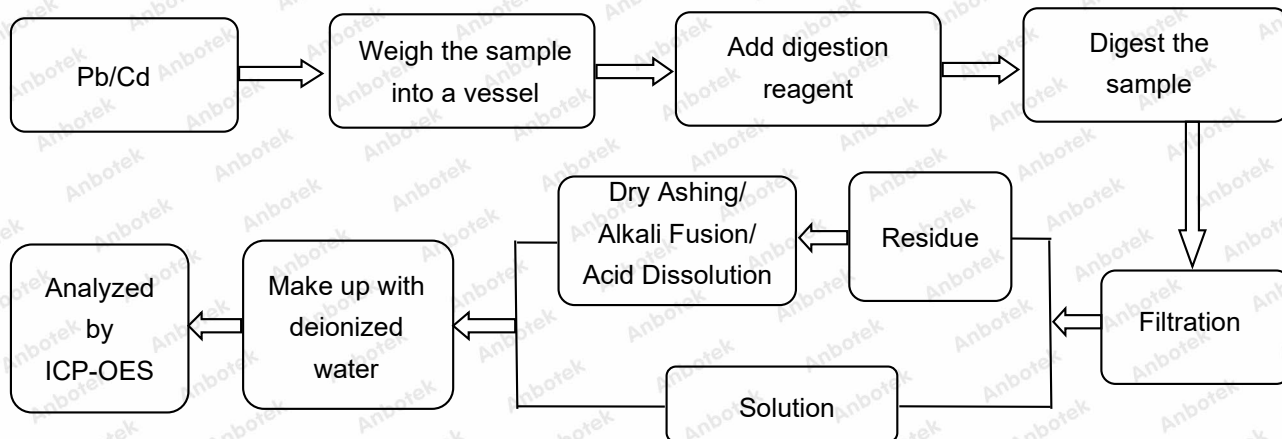 Pb/Cd
Weigh the sample
into a vessel
Add digestion
reagent
Digest the
sample
Filtration
Residue
Dry Ashing/
Alkali Fusion/
Acid Dissolution
Solution
Make up with
deionized
water
Analyzed
by
ICP-OES
Anbotek